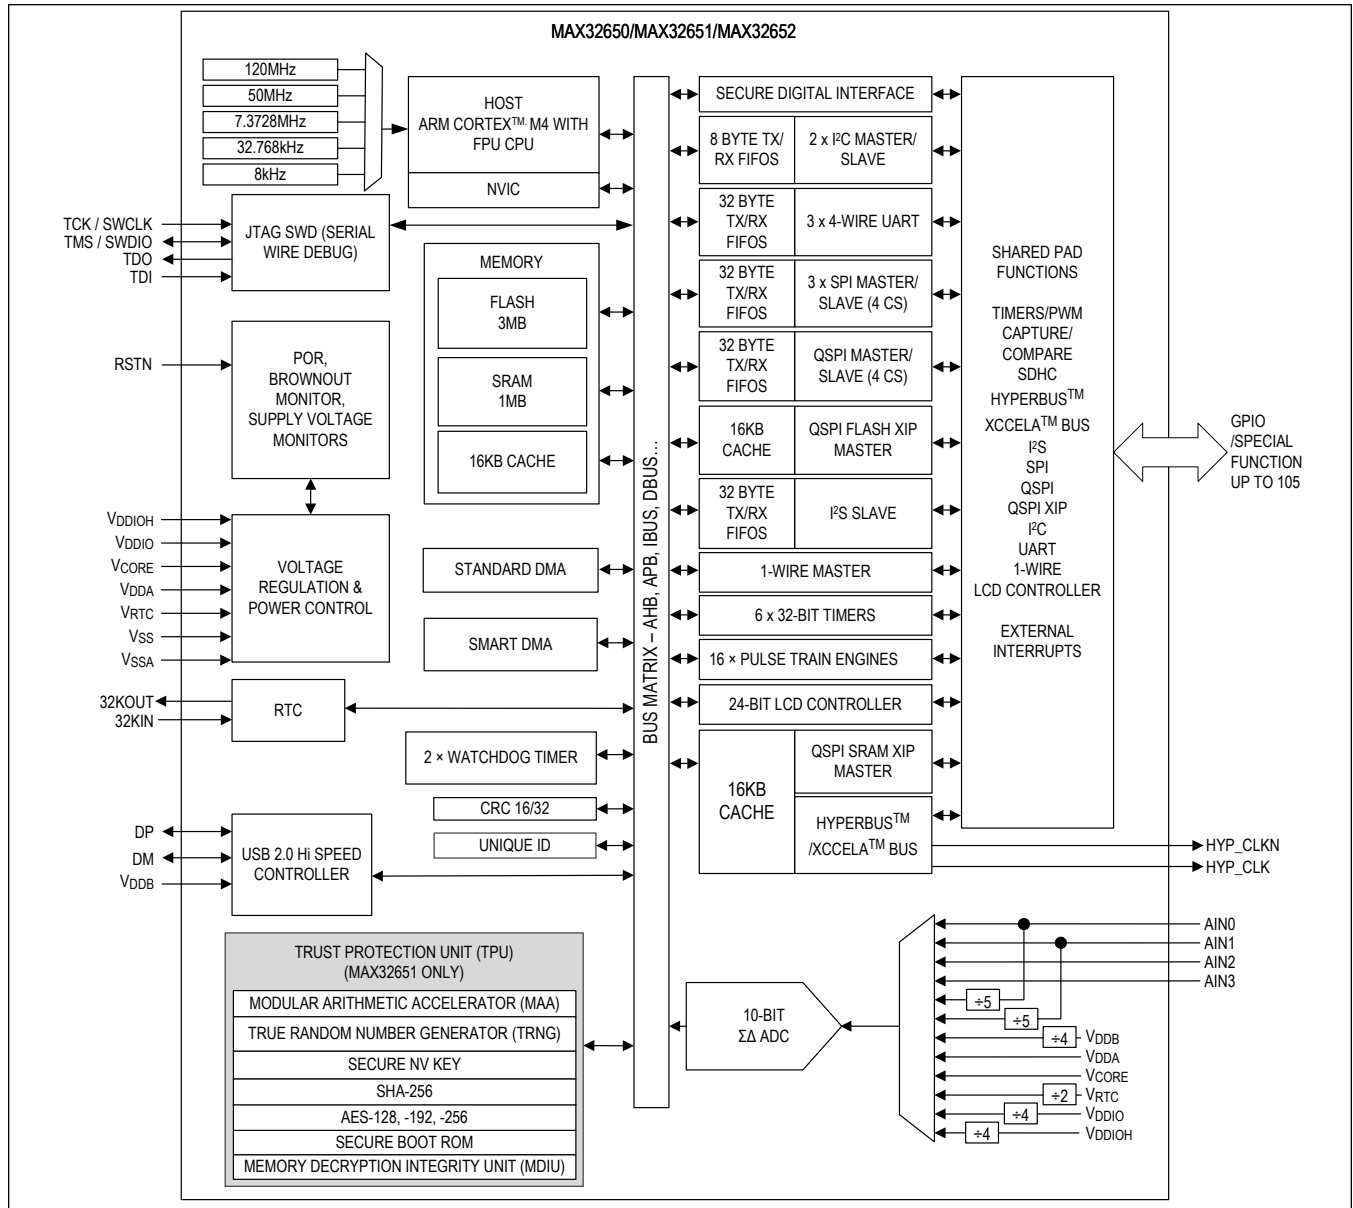 MAX32650/MAX32651/MAX32652
120MHz
50MHz
7.3728MHz
32.768kHz
8kHz
HOST
ARM CORTEX™ M4 WITH
FPU CPU
NVIC
TCK / SWCLK
TMS / SWDIO
TDO
TDI
JTAG SWD (SERIAL
WIRE DEBUG)
MEMORY
FLASH
3MB
SRAM
1MB
16KB CACHE
RSTN
POR,
BROWNOUT
MONITOR,
SUPPLY VOLTAGE
MONITORS
VDDIOH
VDDIO
VCORE
VDDA
VRTC
VSS
VSSA
VOLTAGE
REGULATION &
POWER CONTROL
STANDARD DMA
SMART DMA
32KOUT
32KIN
RTC
2 × WATCHDOG TIMER
CRC 16/32
UNIQUE ID
DP
DM
VDDB
USB 2.0 Hi SPEED
CONTROLLER
TRUST PROTECTION UNIT (TPU)
(MAX32651 ONLY)
MODULAR ARITHMETIC ACCELERATOR (MAA)
TRUE RANDOM NUMBER GENERATOR (TRNG)
SECURE NV KEY
SHA-256
AES-128, -192, -256
SECURE BOOT ROM
MEMORY DECRYPTION INTEGRITY UNIT (MDIU)
BUS MATRIX – AHB, APB, IBUS, DBUS…
SECURE DIGITAL INTERFACE
8 BYTE TX/
RX FIFOS
2 x I²C MASTER/
SLAVE
32 BYTE
TX/RX
FIFOS
3 x 4-WIRE UART
32 BYTE
TX/RX
FIFOS
3 x SPI MASTER/
SLAVE (4 CS)
32 BYTE
TX/RX
FIFOS
QSPI MASTER/
SLAVE (4 CS)
16KB
CACHE
QSPI FLASH XIP
MASTER
32 BYTE
TX/RX
FIFOS
I²S SLAVE
1-WIRE MASTER
6 x 32-BIT TIMERS
16 × PULSE TRAIN ENGINES
24-BIT LCD CONTROLLER
16KB
CACHE
QSPI SRAM XIP
MASTER
HYPERBUS™
/XCCELA™ BUS
SHARED PAD
FUNCTIONS
TIMERS/PWM
CAPTURE/
COMPARE
SDHC
HYPERBUS™
XCCELA™ BUS
I²S
SPI
QSPI
QSPI XIP
I²C
UART
1-WIRE
LCD CONTROLLER
EXTERNAL
INTERRUPTS
GPIO
/SPECIAL
FUNCTION
UP TO 105
HYP_CLKN
HYP_CLK
10-BIT
ΣΔ ADC
AIN0
AIN1
AIN2
AIN3
÷5
÷5
÷4 VDDB
VDDA
VCORE
÷2 VRTC
÷4 VDDIO
÷4 VDDIOH